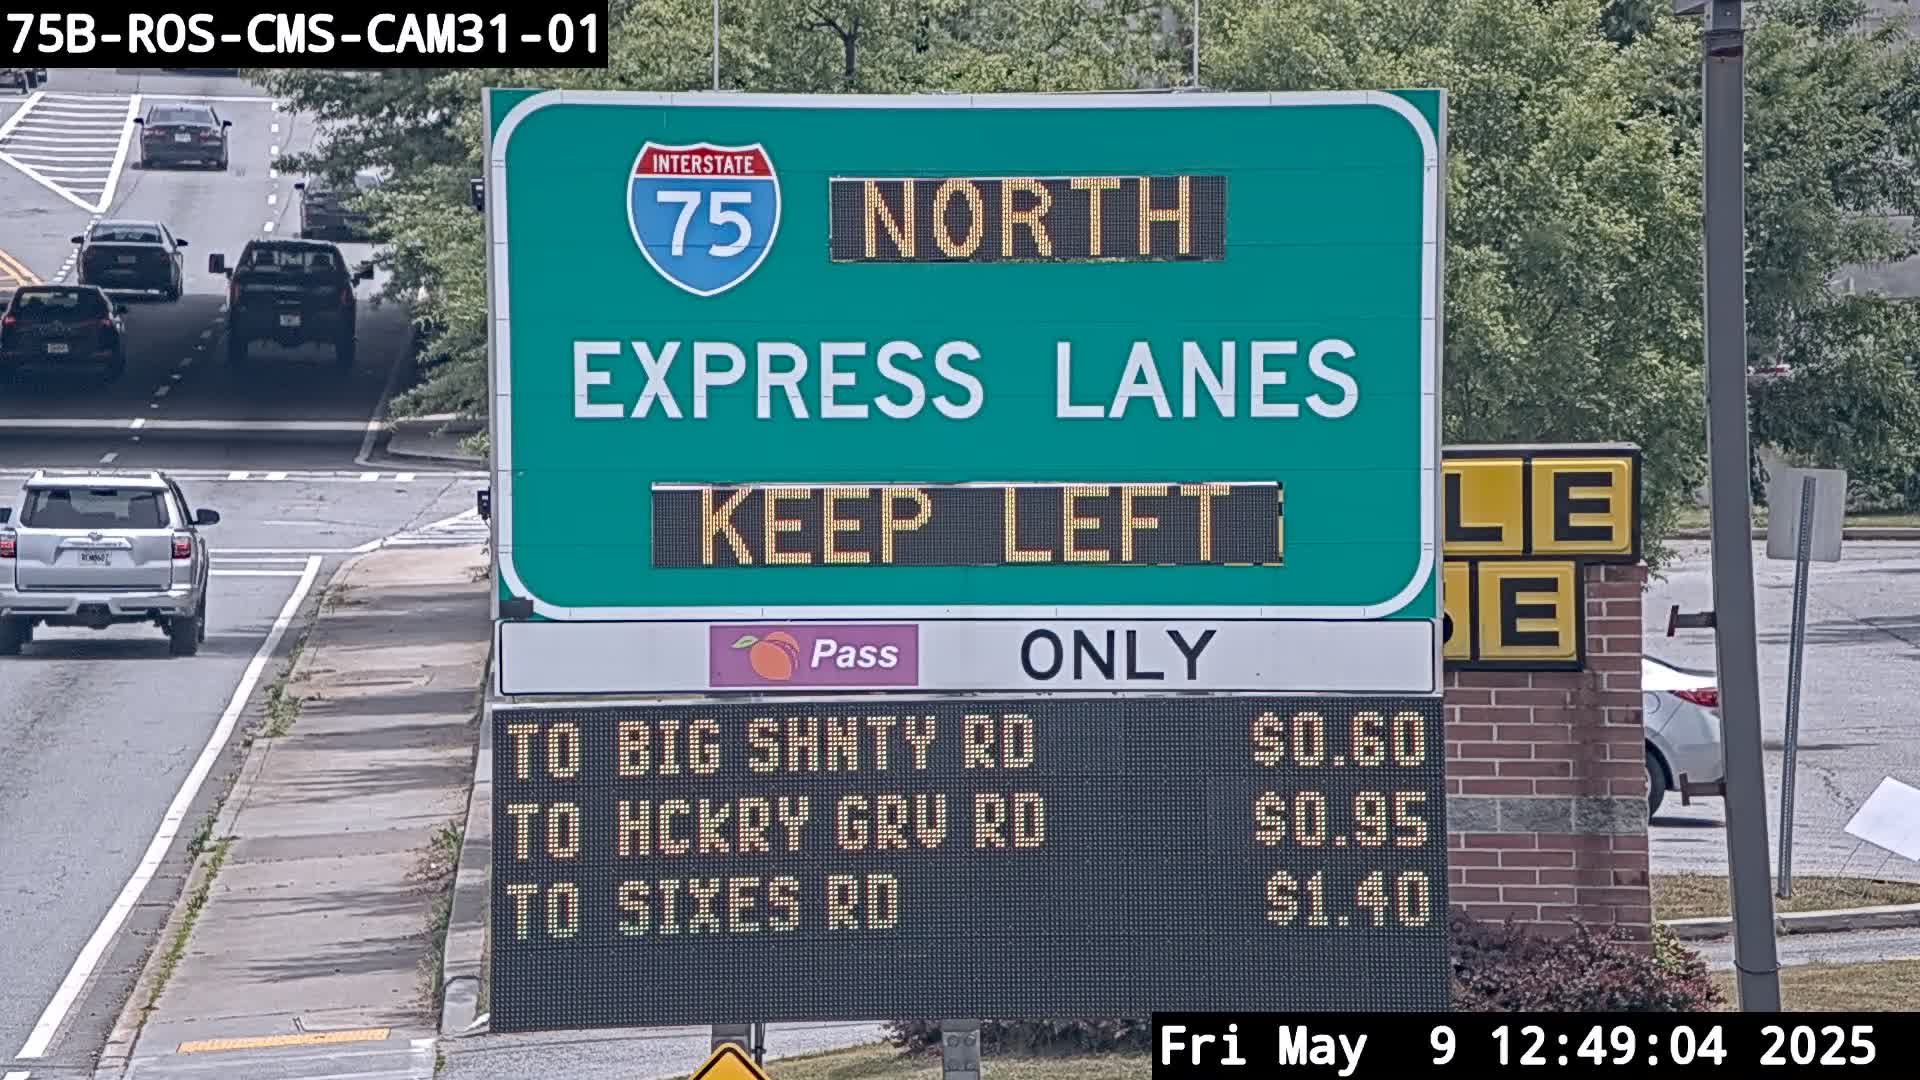 75B-ROS-CMS-CAM31-01
INTERSTATE
75
NORTH
EXPRESS LANES
KEEP LEFT
Pass ONLY
TO BIG SHNTY RD $0.60
TO HCKRY GRV RD $0.95
TO SIXES RD $1.40
LE
E
Fri May 9 12:49:04 2025